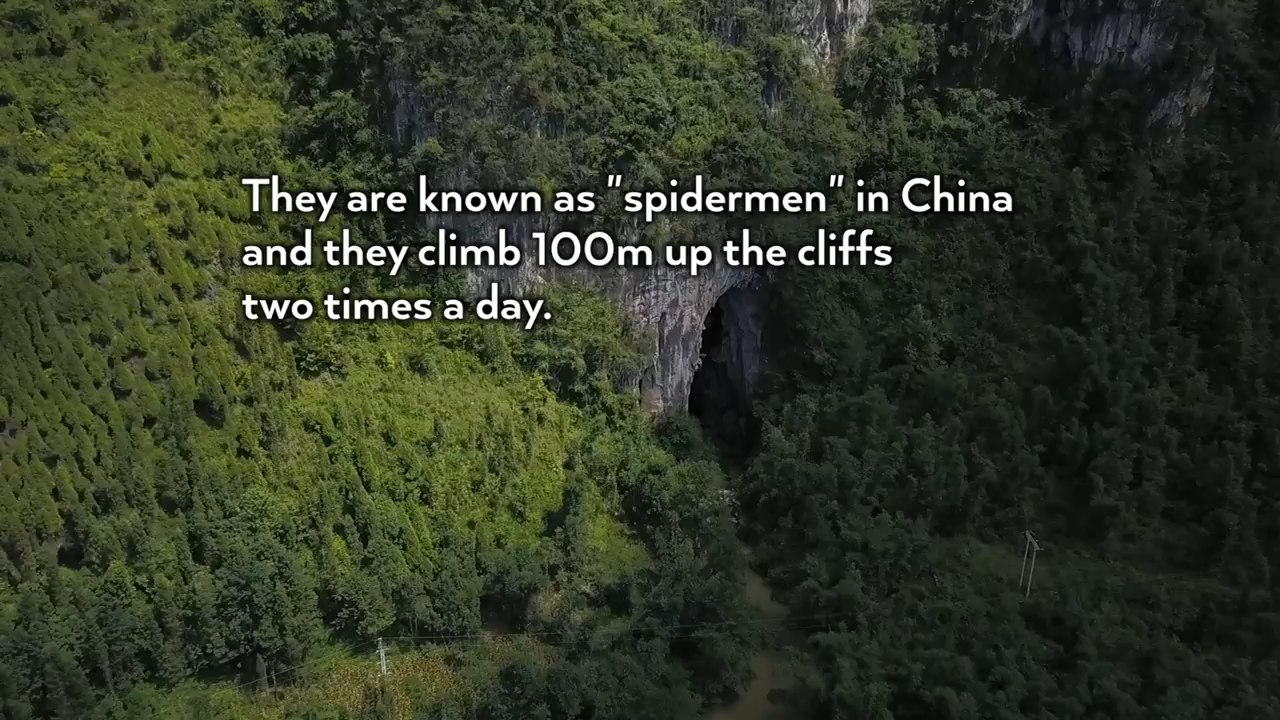 They are known as "spidermen" in China
and they climb 100m up the cliffs
two times a day.